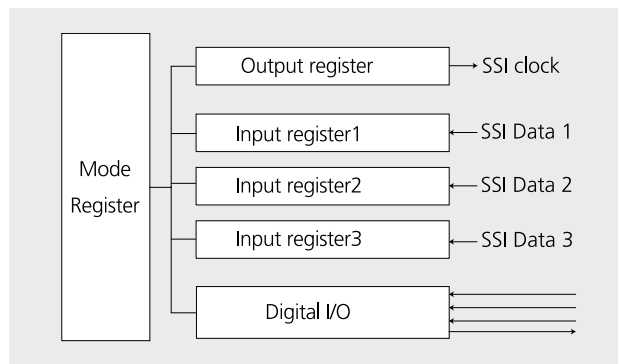 Output register
SSI clock
Input register1
SSI Data 1
Mode
Register
Input register2
SSI Data 2
Input register3
SSI Data 3
Digital I/O